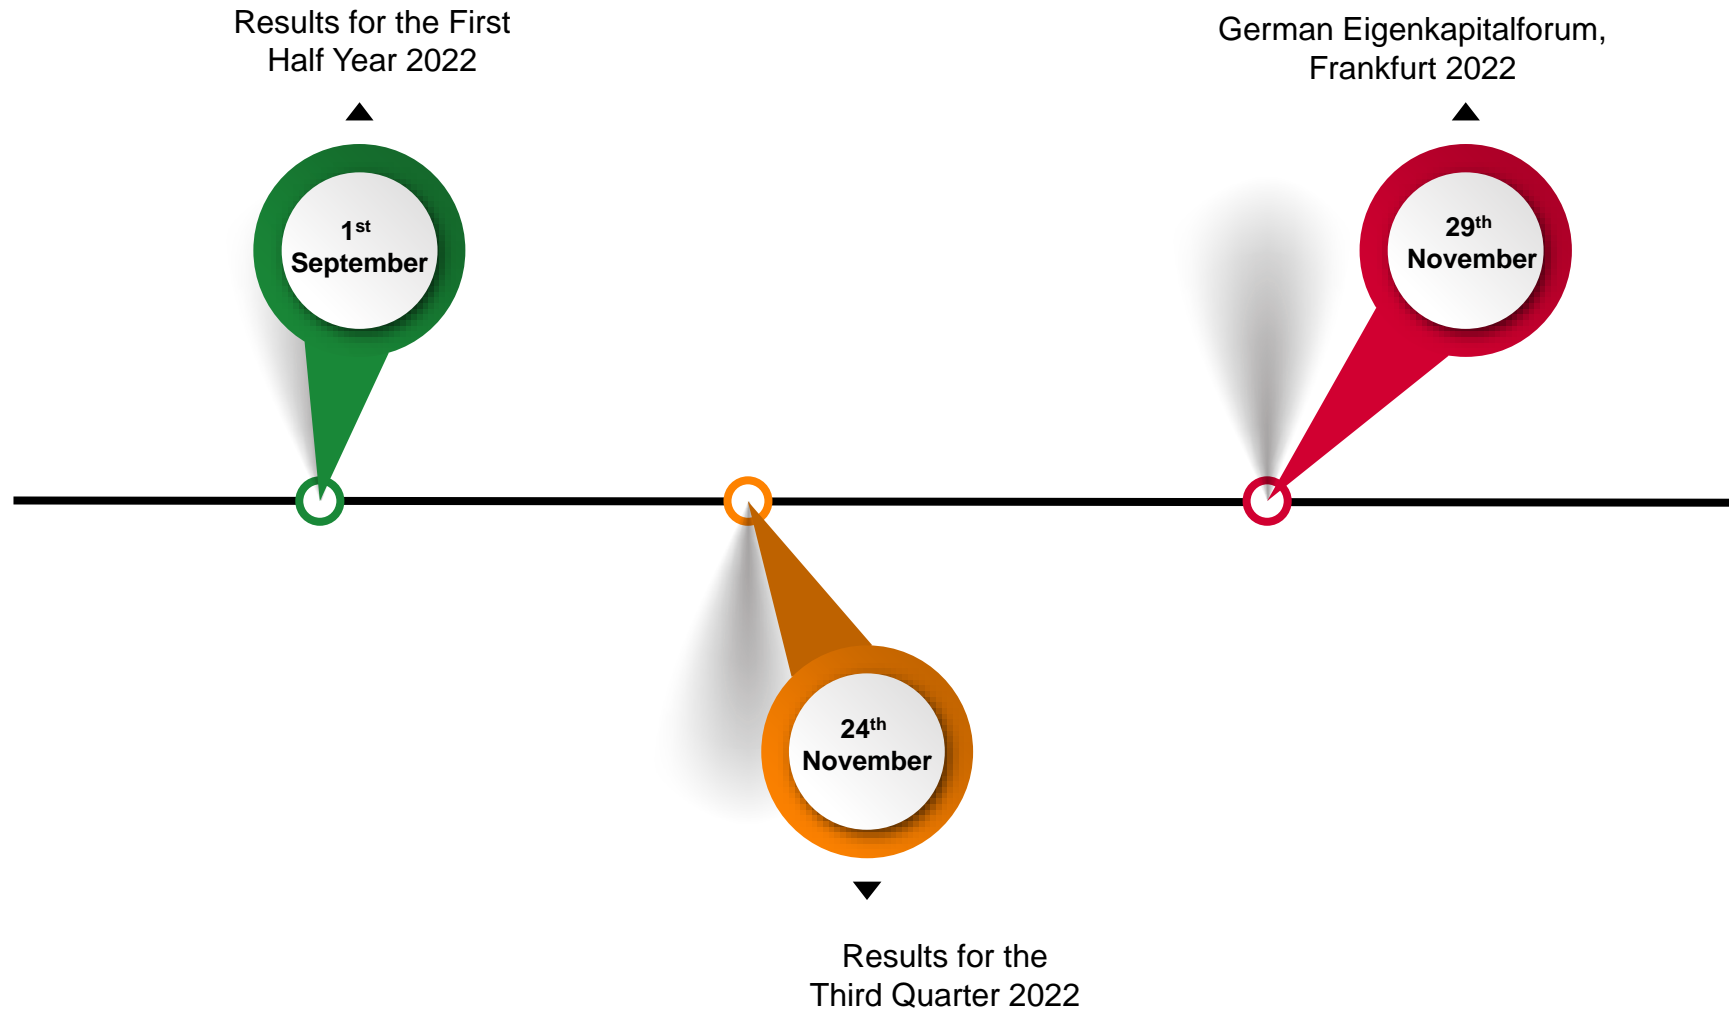 Results for the First
Half Year 2022
1st
September
24th
November
Results for the
Third Quarter 2022
German Eigenkapitalforum,
Frankfurt 2022
29th
November